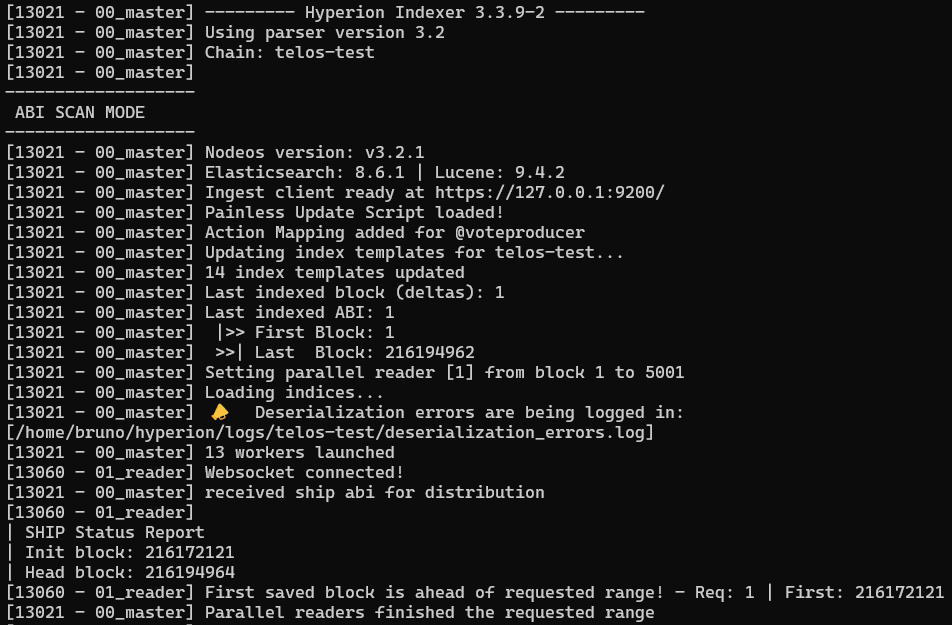 [13021 - 00_master] --------- Hyperion Indexer 3.3.9-2 ---------
[13021 - 00_master] Using parser version 3.2
[13021 - 00_master] Chain: telos-test
[13021 - 00_master]
-------------------
 ABI SCAN MODE
-------------------
[13021 - 00_master] Nodeos version: v3.2.1
[13021 - 00_master] Elasticsearch: 8.6.1 | Lucene: 9.4.2
[13021 - 00_master] Ingest client ready at https://127.0.0.1:9200/
[13021 - 00_master] Painless Update Script loaded!
[13021 - 00_master] Action Mapping added for @voteproducer
[13021 - 00_master] Updating index templates for telos-test...
[13021 - 00_master] 14 index templates updated
[13021 - 00_master] Last indexed block (deltas): 1
[13021 - 00_master] Last indexed ABI: 1
[13021 - 00_master]  |>> First Block: 1
[13021 - 00_master]  >>| Last  Block: 216194962
[13021 - 00_master] Setting parallel reader [1] from block 1 to 5001
[13021 - 00_master] Loading indices...
[13021 - 00_master] Deserialization errors are being logged in:
[/home/bruno/hyperion/logs/telos-test/deserialization_errors.log]
[13021 - 00_master] 13 workers launched
[13060 - 01_reader] Websocket connected!
[13021 - 00_master] received ship abi for distribution
[13060 - 01_reader]
| SHIP Status Report
| Init block: 216172121
| Head block: 216194964
[13060 - 01_reader] First saved block is ahead of requested range! - Req: 1 | First: 216172121
[13021 - 00_master] Parallel readers finished the requested range